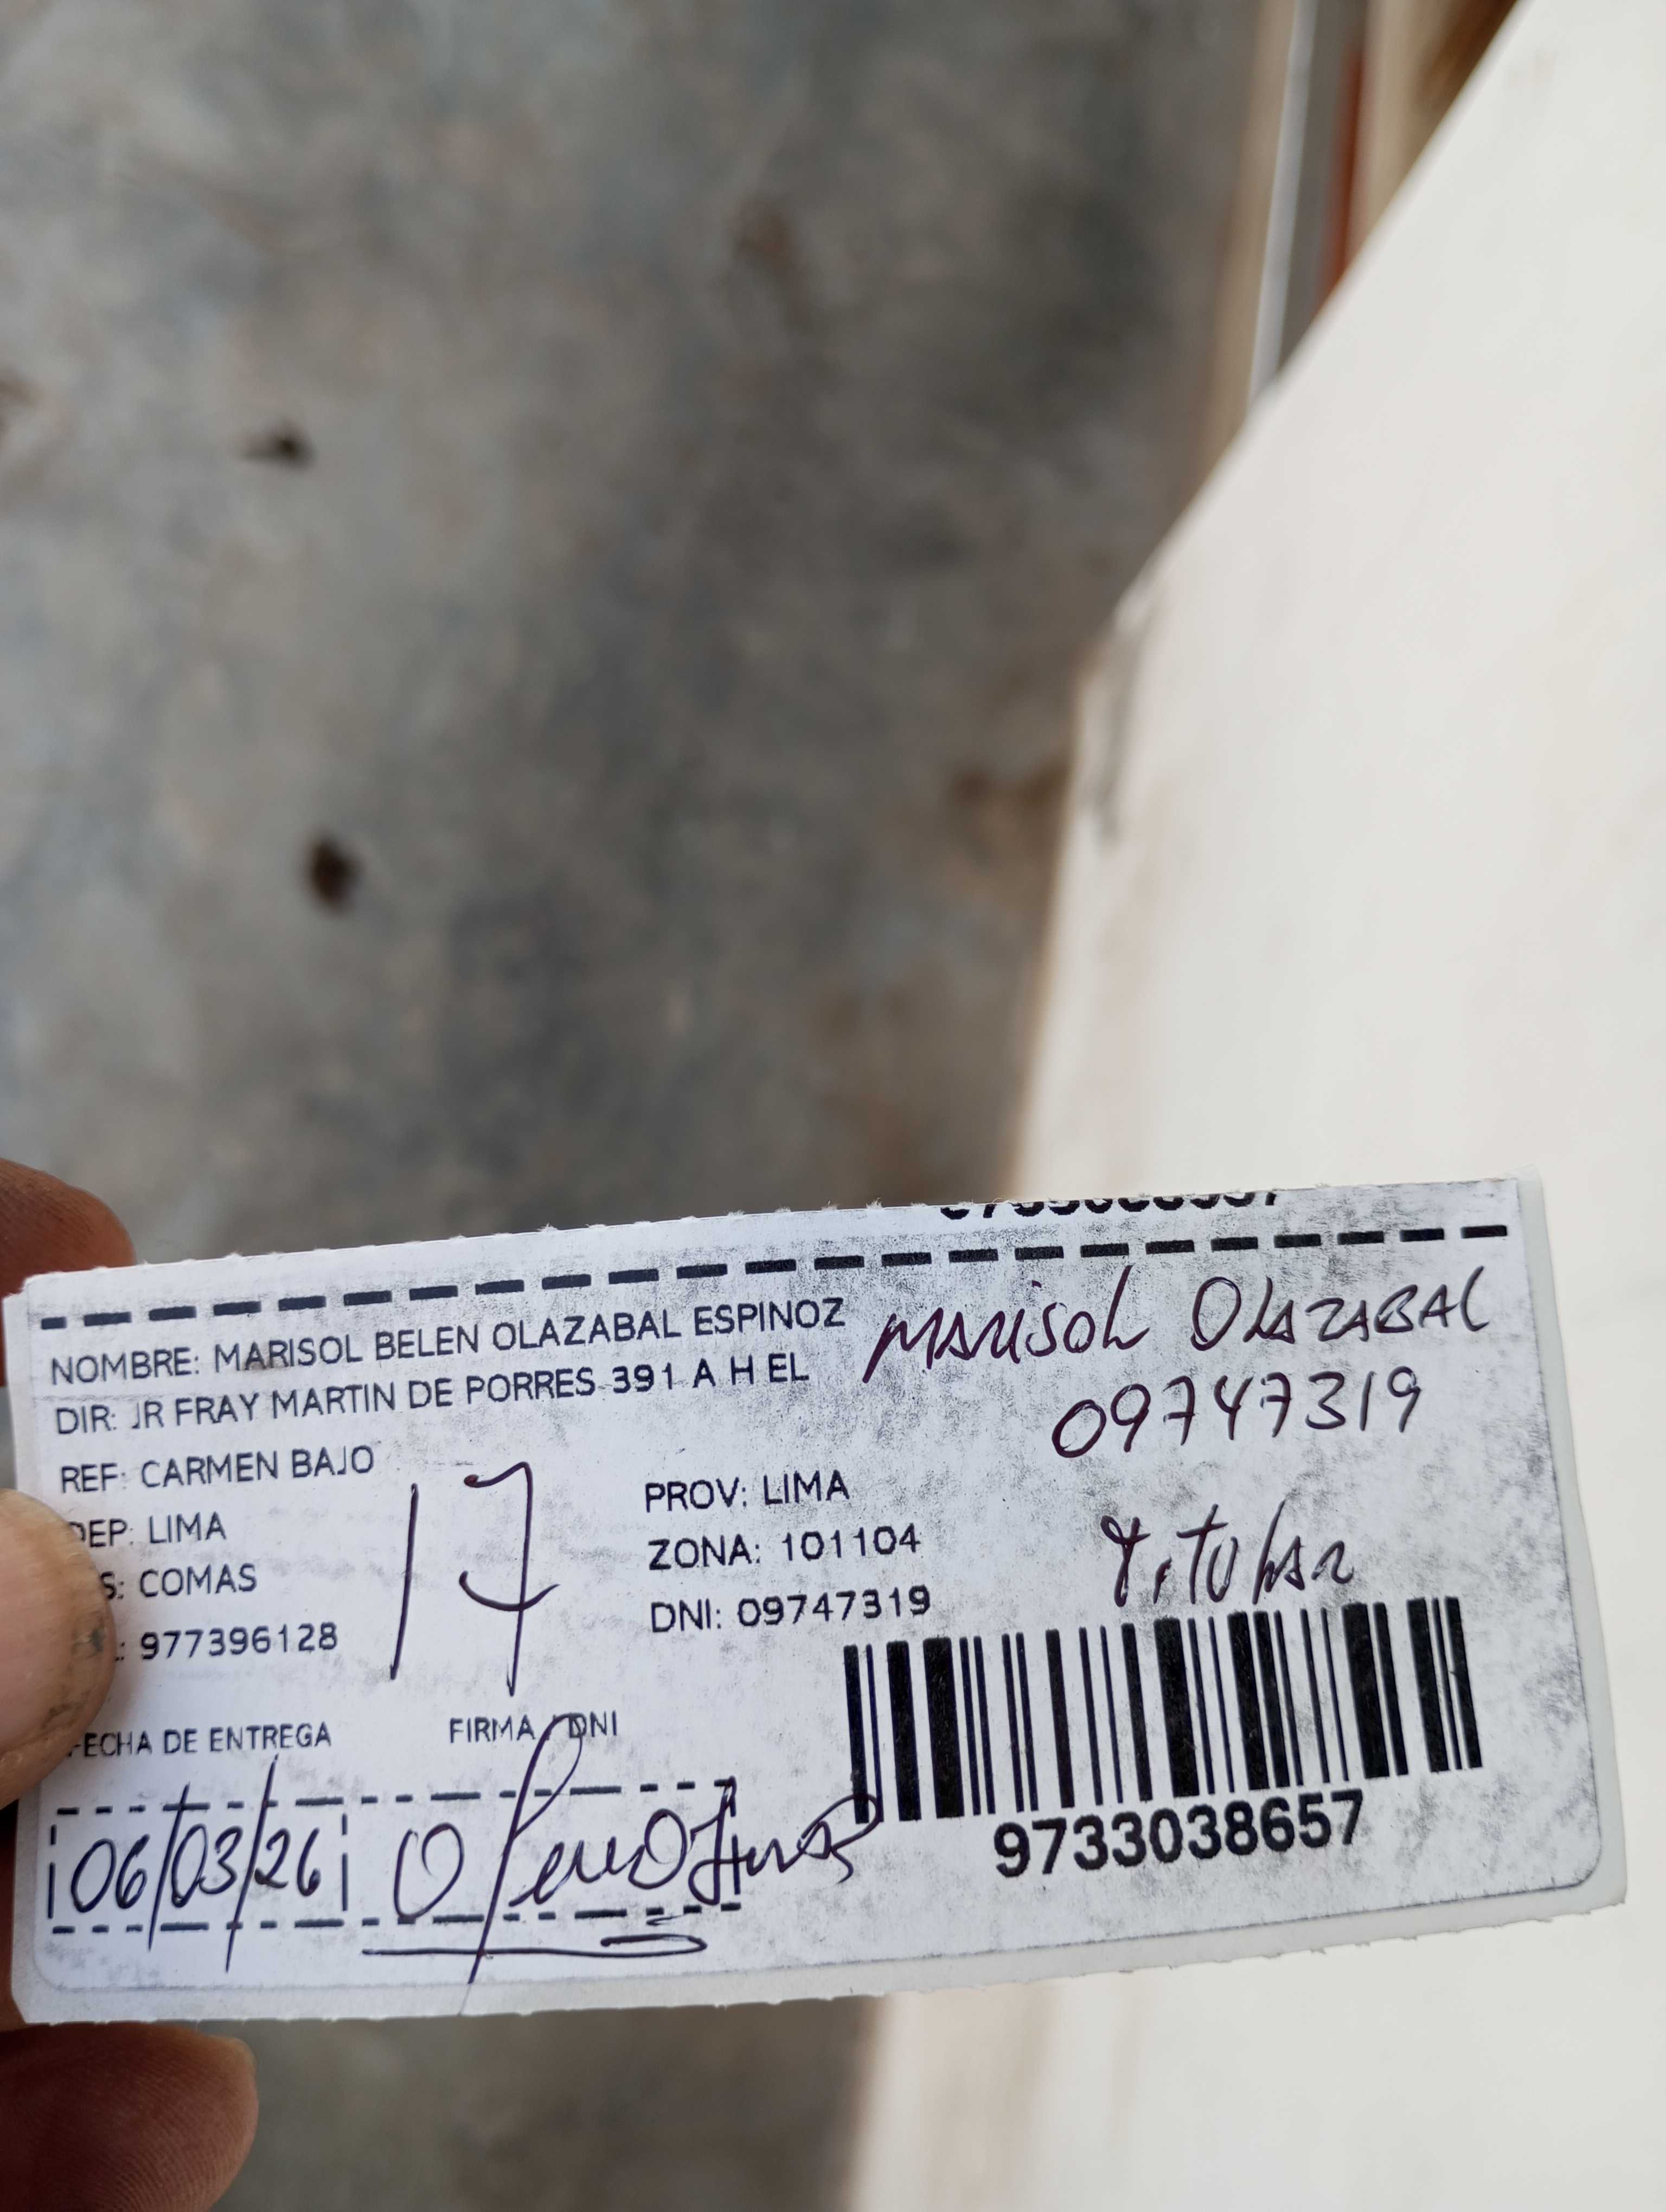 NOMBRE: MARISOL BELEN OLAZABAL ESPINOZ
MARISOL OLAZABAL
DIR: JR FRAY MARTIN DE PORRES 391 A H EL
09747319
REF: CARMEN BAJO
17
PROV: LIMA
DEP: LIMA
ZONA: 101104
Titular
S: COMAS
DNI: 09747319
: 977396128
FECHA DE ENTREGA
FIRMA / DNI
06/03/26
9733038657